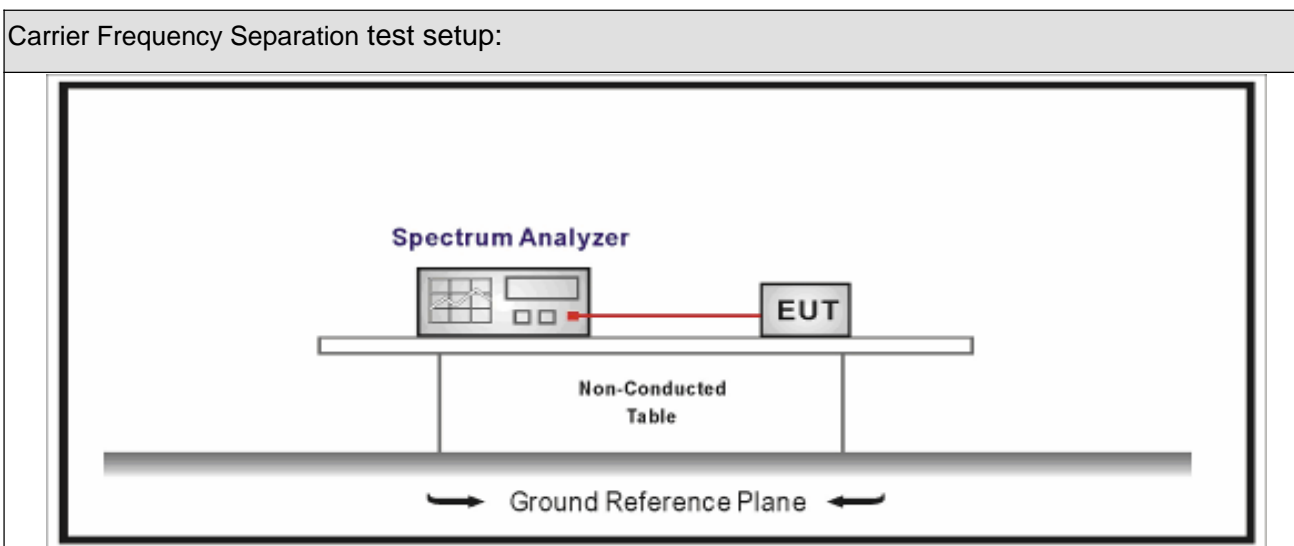 Carrier Frequency Separation test setup:
Spectrum Analyzer
EUT
Non-Conducted
Table
Ground Reference Plane